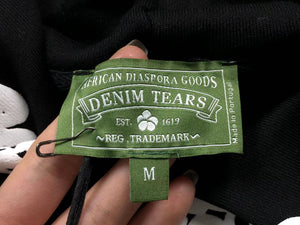 AFRICAN DIASPORA GOODS
DENIM TEARS
EST. 1619
~REG. TRADEMARK~
Made in Portugal
M